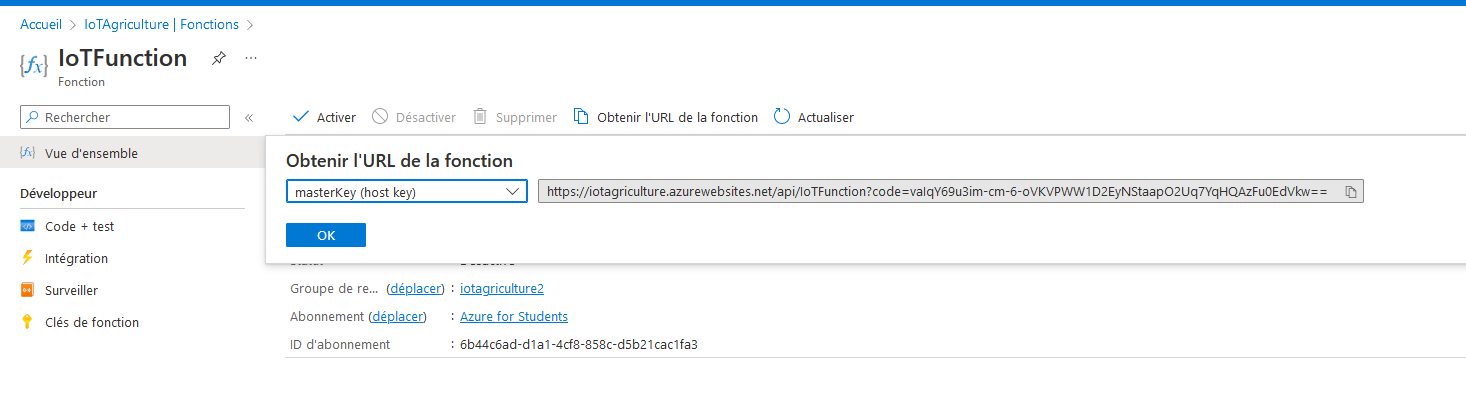 Accueil > IoTAgriculture | Fonctions >
IoTFunction
Fonction
Rechercher
Activer Désactiver Supprimer Obtenir l'URL de la fonction Actualiser
Vue d'ensemble
Développeur
Code + test
Intégration
Surveiller
Clés de fonction
Obtenir l'URL de la fonction
masterKey (host key) https://iotagriculture.azurewebsites.net/api/IoTFunction?code=vaIqY69u3im-cm-6-oVKVPWW1D2EyNStaapO2Uq7YqHQAzFu0EdVkw==
OK
Groupe de re... (déplacer) : iotagriculture2
Abonnement (déplacer) : Azure for Students
ID d'abonnement : 6b44c6ad-d1a1-4cf8-858c-d5b21cac1fa3